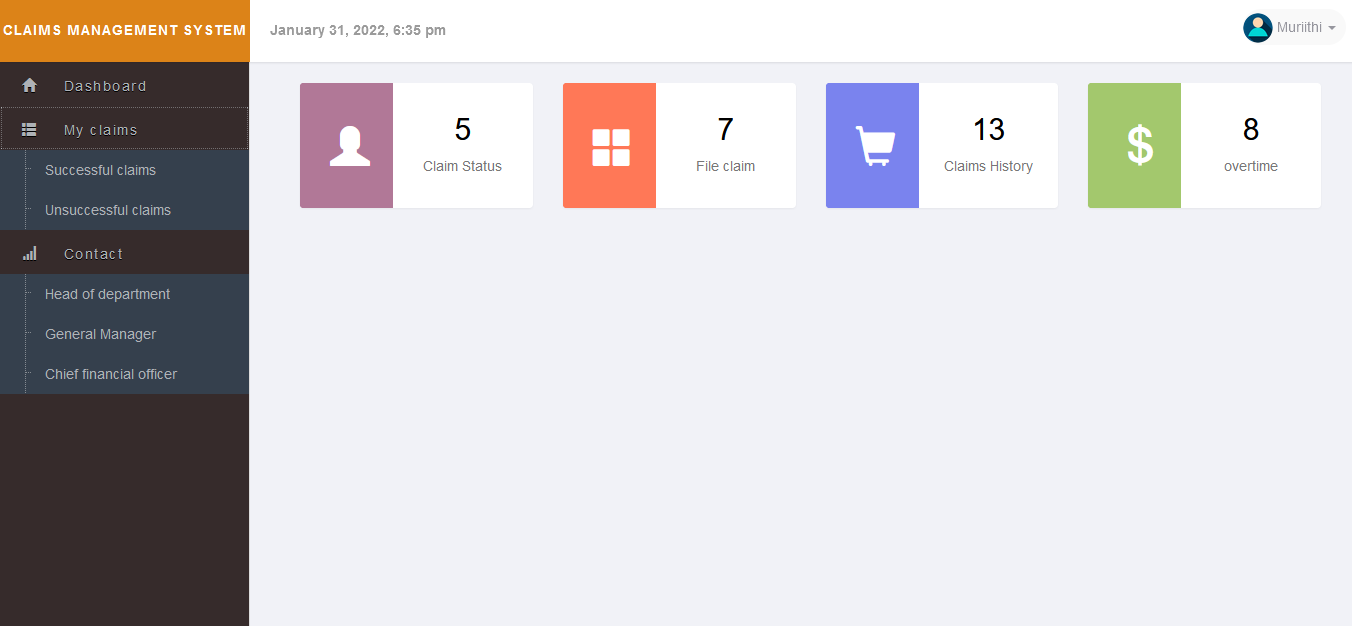 CLAIMS MANAGEMENT SYSTEM
January 31, 2022, 6:35 pm
Muriithi
Dashboard
My claims
Successful claims
Unsuccessful claims
Contact
Head of department
General Manager
Chief financial officer
5
Claim Status
7
File claim
13
Claims History
$
8
overtime